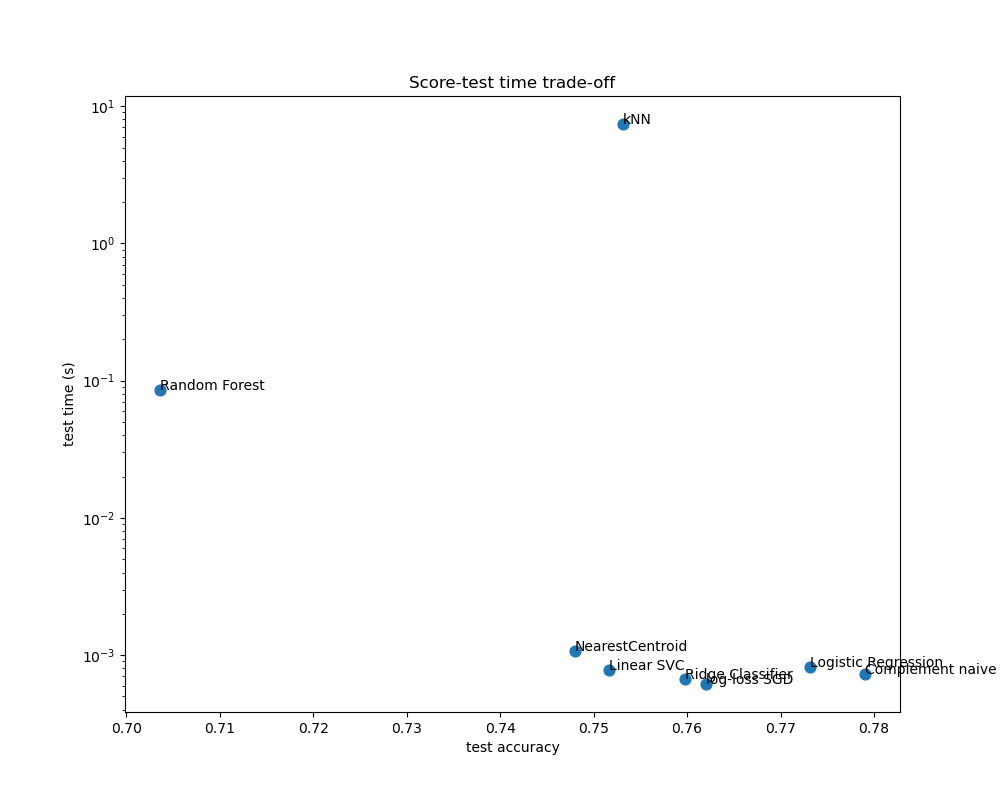 Score-test time trade-off
10¹
kNN
10⁰
test time (s)
10⁻¹
Random Forest
10⁻²
10⁻³
NearestCentroid
Linear SVC
Ridge Classifier
log-loss SGD
Logistic Regression
Complement naive
0.70 0.71 0.72 0.73 0.74 0.75 0.76 0.77 0.78
test accuracy